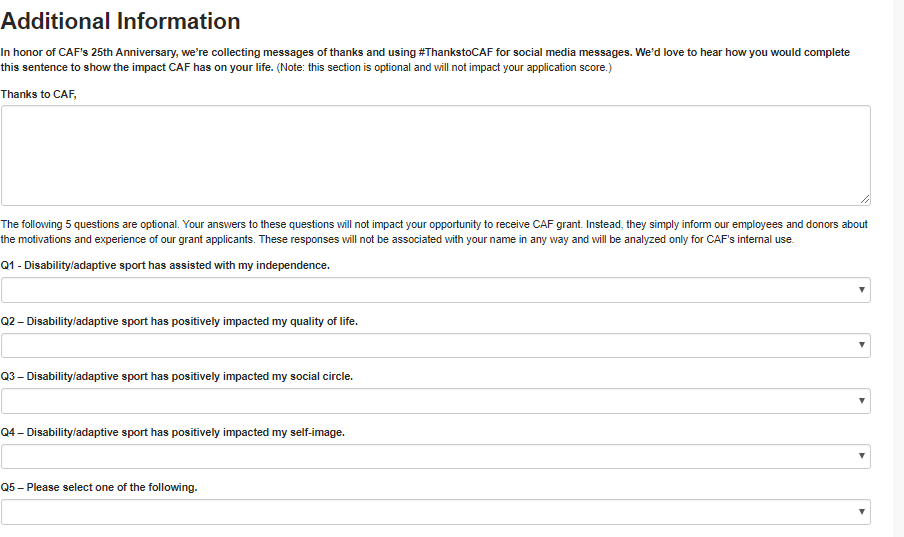 Additional Information
In honor of CAF's 25th Anniversary, we're collecting messages of thanks and using #ThankstoCAF for social media messages. We'd love to hear how you would complete
this sentence to show the impact CAF has on your life. (Note: this section is optional and will not impact your application score.)
Thanks to CAF,
The following 5 questions are optional. Your answers to these questions will not impact your opportunity to receive CAF grant. Instead, they simply inform our employees and donors about
the motivations and experience of our grant applicants. These responses will not be associated with your name in any way and will be analyzed only for CAF's internal use.
Q1 - Disability/adaptive sport has assisted with my independence.
Q2 – Disability/adaptive sport has positively impacted my quality of life.
Q3 – Disability/adaptive sport has positively impacted my social circle.
Q4 – Disability/adaptive sport has positively impacted my self-image.
Q5 – Please select one of the following.